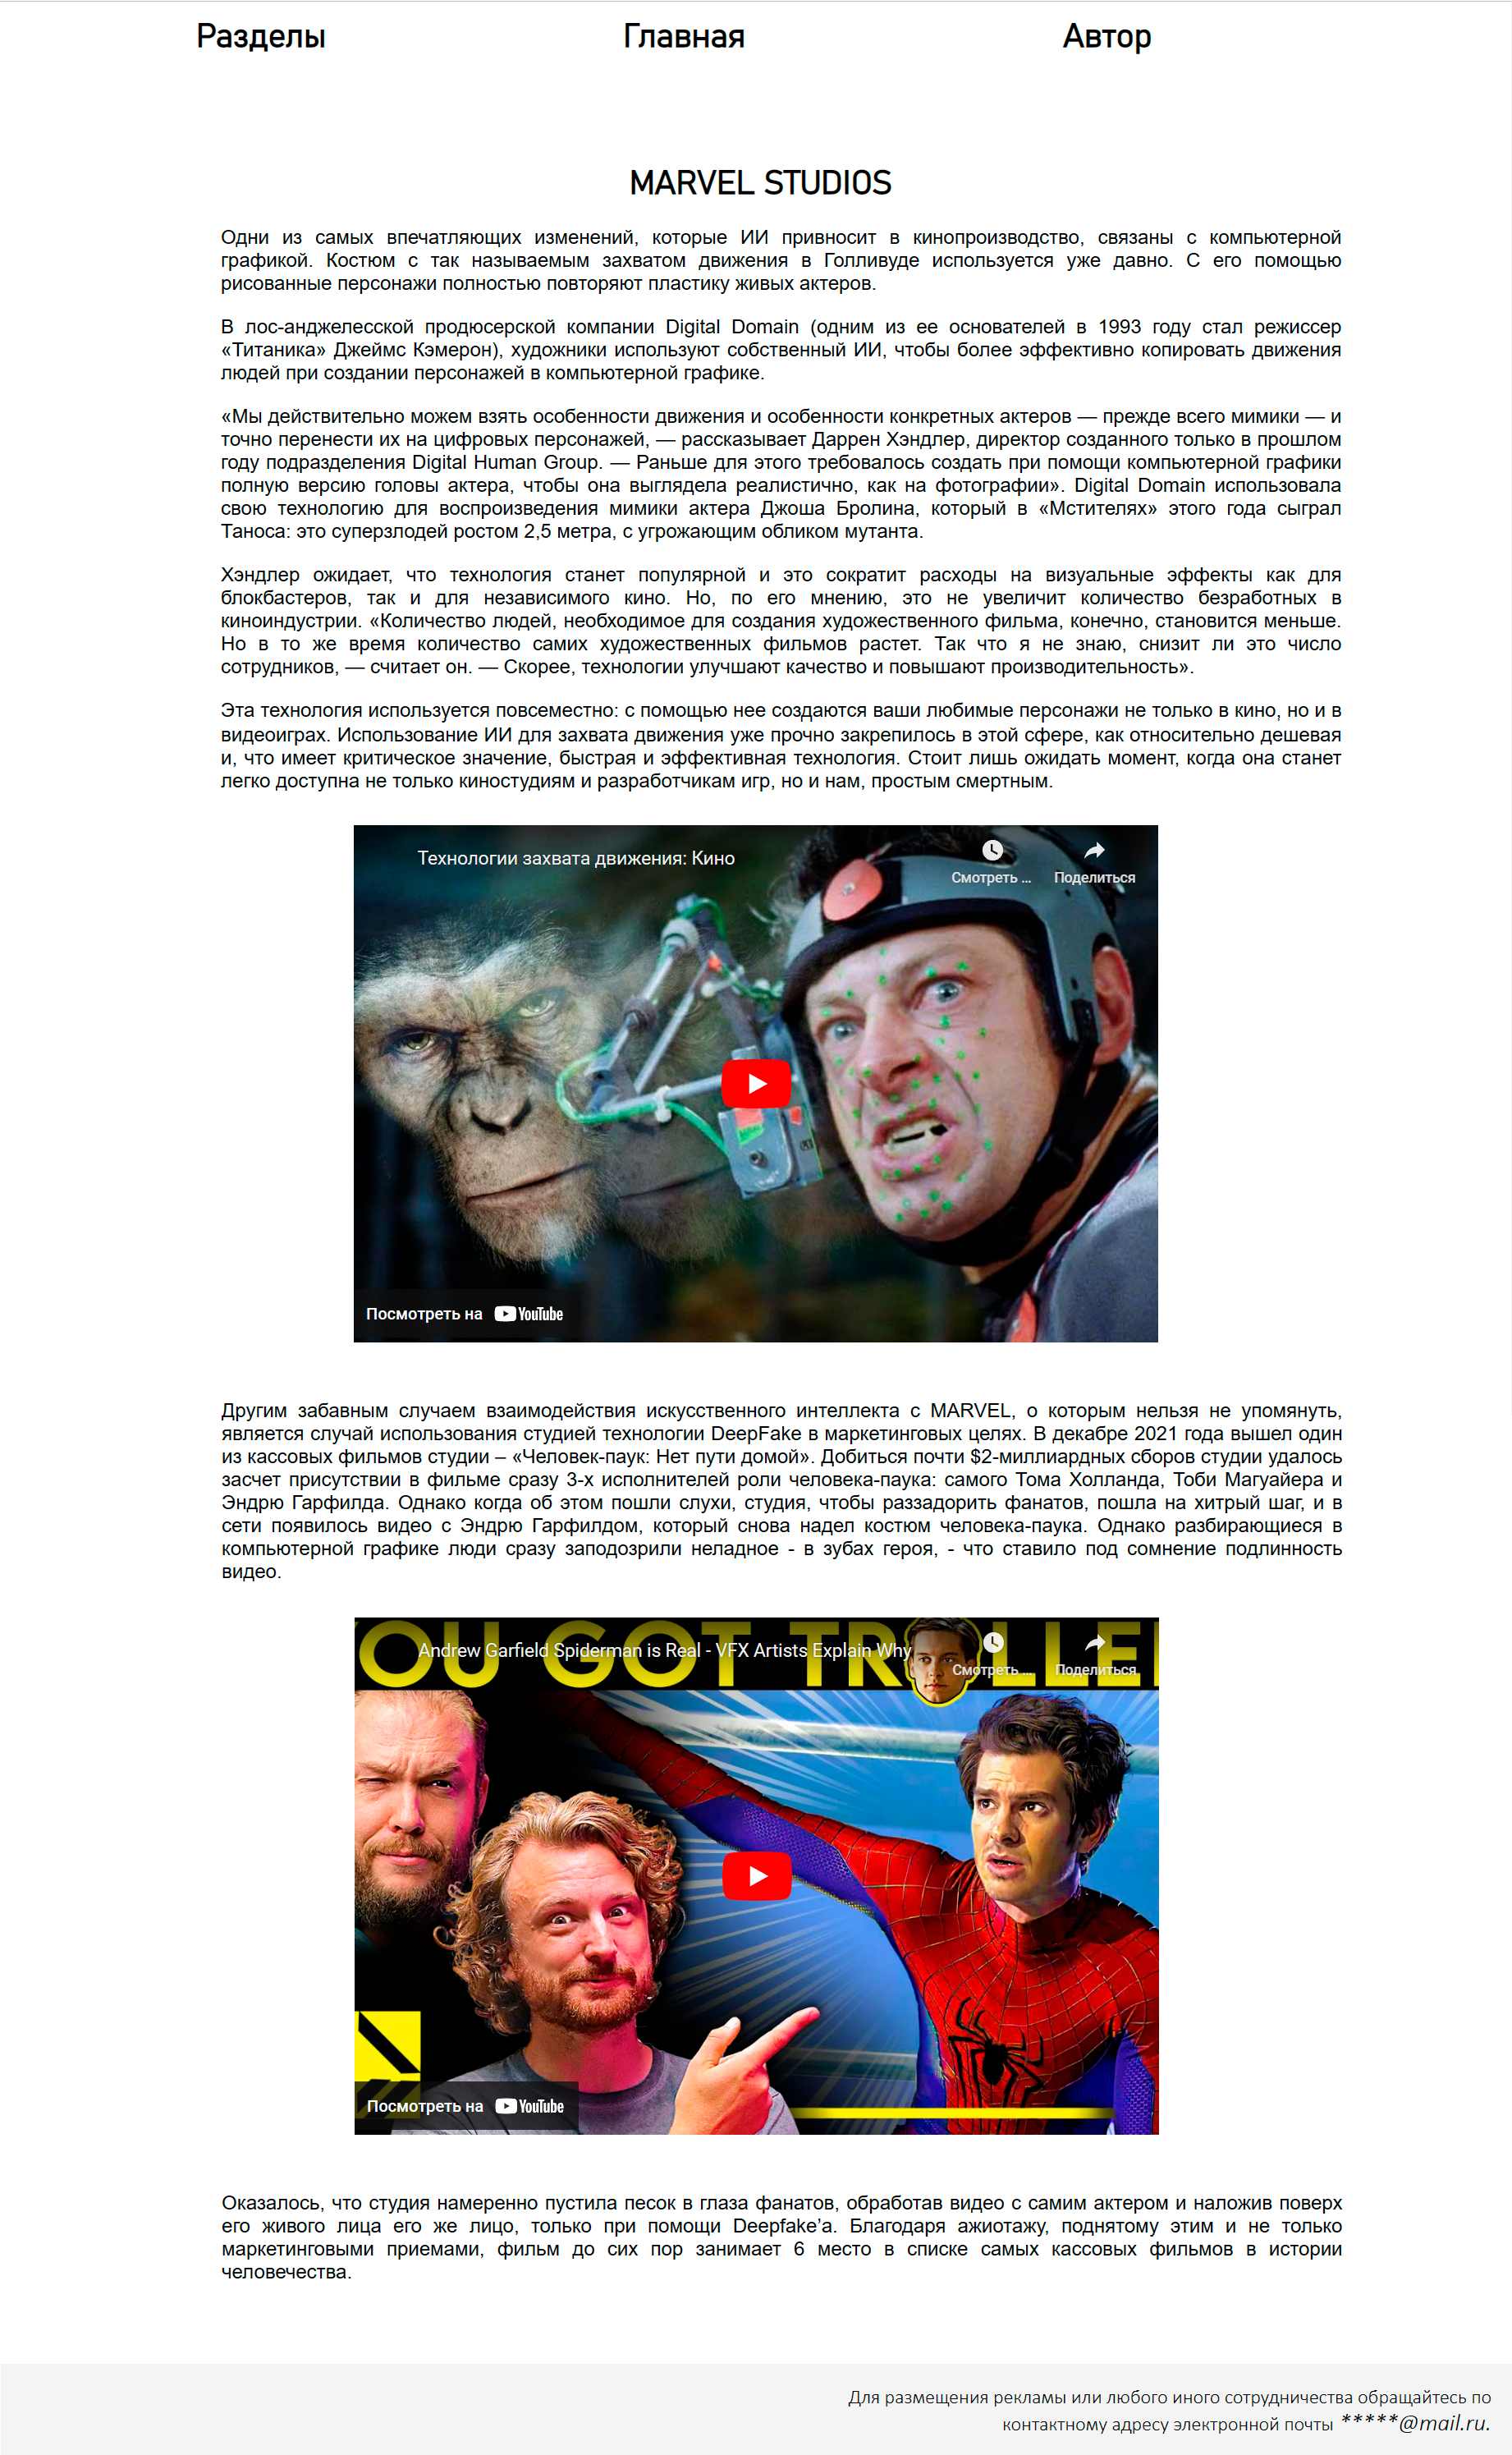 Разделы Главная Автор
MARVEL STUDIOS
Одни из самых впечатляющих изменений, которые ИИ привносит в кинопроизводство, связаны с компьютерной
графикой. Костюм с так называемым захватом движения в Голливуде используется уже давно. С его помощью
рисованные персонажи полностью повторяют пластику живых актеров.
В лос-анджелесской продюсерской компании Digital Domain (одним из ее основателей в 1993 году стал режиссер
«Титаника» Джеймс Кэмерон), художники используют собственный ИИ, чтобы более эффективно копировать движения
людей при создании персонажей в компьютерной графике.
«Мы действительно можем взять особенности движения и особенности конкретных актеров — прежде всего мимики — и
точно перенести их на цифровых персонажей, — рассказывает Даррен Хэндлер, директор созданного только в прошлом
году подразделения Digital Human Group. — Раньше для этого требовалось создать при помощи компьютерной графики
полную версию головы актера, чтобы она выглядела реалистично, как на фотографии». Digital Domain использовала
свою технологию для воспроизведения мимики актера Джоша Бролина, который в «Мстителях» этого года сыграл
Таноса: это суперзлодей ростом 2,5 метра, с угрожающим обликом мутанта.
Хэндлер ожидает, что технология станет популярной и это сократит расходы на визуальные эффекты как для
блокбастеров, так и для независимого кино. Но, по его мнению, это не увеличит количество безработных в
киноиндустрии. «Количество людей, необходимое для создания художественного фильма, конечно, становится меньше.
Но в то же время количество самих художественных фильмов растет. Так что я не знаю, снизит ли это число
сотрудников, — считает он. — Скорее, технологии улучшают качество и повышают производительность».
Эта технология используется повсеместно: с помощью нее создаются ваши любимые персонажи не только в кино, но и в
видеоиграх. Использование ИИ для захвата движения уже прочно закрепилось в этой сфере, как относительно дешевая
и, что имеет критическое значение, быстрая и эффективная технология. Стоит лишь ожидать момент, когда она станет
легко доступна не только киностудиям и разработчикам игр, но и нам, простым смертным.
Технологии захвата движения: Кино
Смотреть ... Поделиться
Посмотреть на YouTube
Другим забавным случаем взаимодействия искусственного интеллекта с MARVEL, о которым нельзя не упомянуть,
является случай использования студией технологии DeepFake в маркетинговых целях. В декабре 2021 года вышел один
из кассовых фильмов студии – «Человек-паук: Нет пути домой». Добиться почти $2-миллиардных сборов студии удалось
засчет присутствии в фильме сразу 3-х исполнителей роли человека-паука: самого Тома Холланда, Тоби Магуайера и
Эндрю Гарфилда. Однако когда об этом пошли слухи, студия, чтобы раззадорить фанатов, пошла на хитрый шаг, и в
сети появилось видео с Эндрю Гарфилдом, который снова надел костюм человека-паука. Однако разбирающиеся в
компьютерной графике люди сразу заподозрили неладное - в зубах героя, - что ставило под сомнение подлинность
видео.
OU GOT TR LLE
Andrew Garfield Spiderman is Real - VFX Artists Explain Why
Смотреть ... Поделиться
Посмотреть на YouTube
Оказалось, что студия намеренно пустила песок в глаза фанатов, обработав видео с самим актером и наложив поверх
его живого лица его же лицо, только при помощи Deepfake’а. Благодаря ажиотажу, поднятому этим и не только
маркетинговыми приемами, фильм до сих пор занимает 6 место в списке самых кассовых фильмов в истории
человечества.
Для размещения рекламы или любого иного сотрудничества обращайтесь по
контактному адресу электронной почты *****@mail.ru.